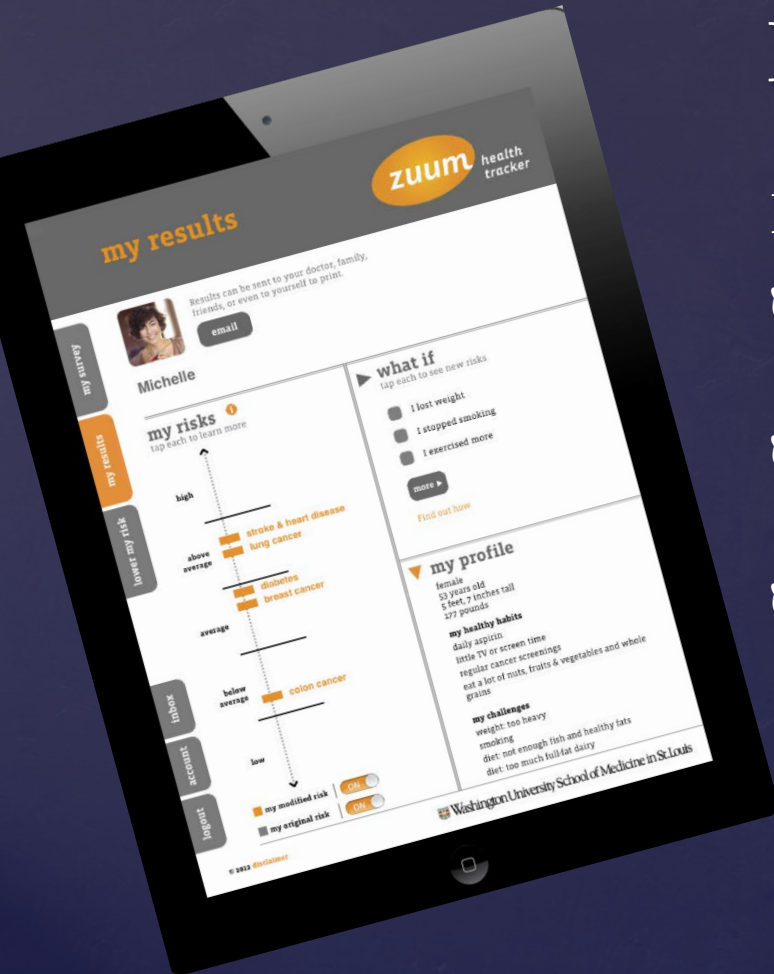 my results
zuum health tracker
Results can be sent to your doctor, family,
friends, or even to yourself to print.
email
Michelle
my survey
my results
lower my risk
inbox
account
logout
my risks i
tap each to learn more
high
above
average
average
below
average
low
stroke & heart disease
lung cancer
diabetes
breast cancer
colon cancer
my modified risk ON
my original risk ON
what if
tap each to see new risks
I lost weight
I stopped smoking
I exercised more
more
Find out how
my profile
female
53 years old
5 feet, 7 inches tall
177 pounds
my healthy habits
daily aspirin
little TV or screen time
regular cancer screenings
eat a lot of nuts, fruits & vegetables and whole
grains
my challenges
weight: too heavy
smoking
diet: not enough fish and healthy fats
diet: too much full-fat dairy
Washington University School of Medicine in St. Louis
© 2012 disclaimer